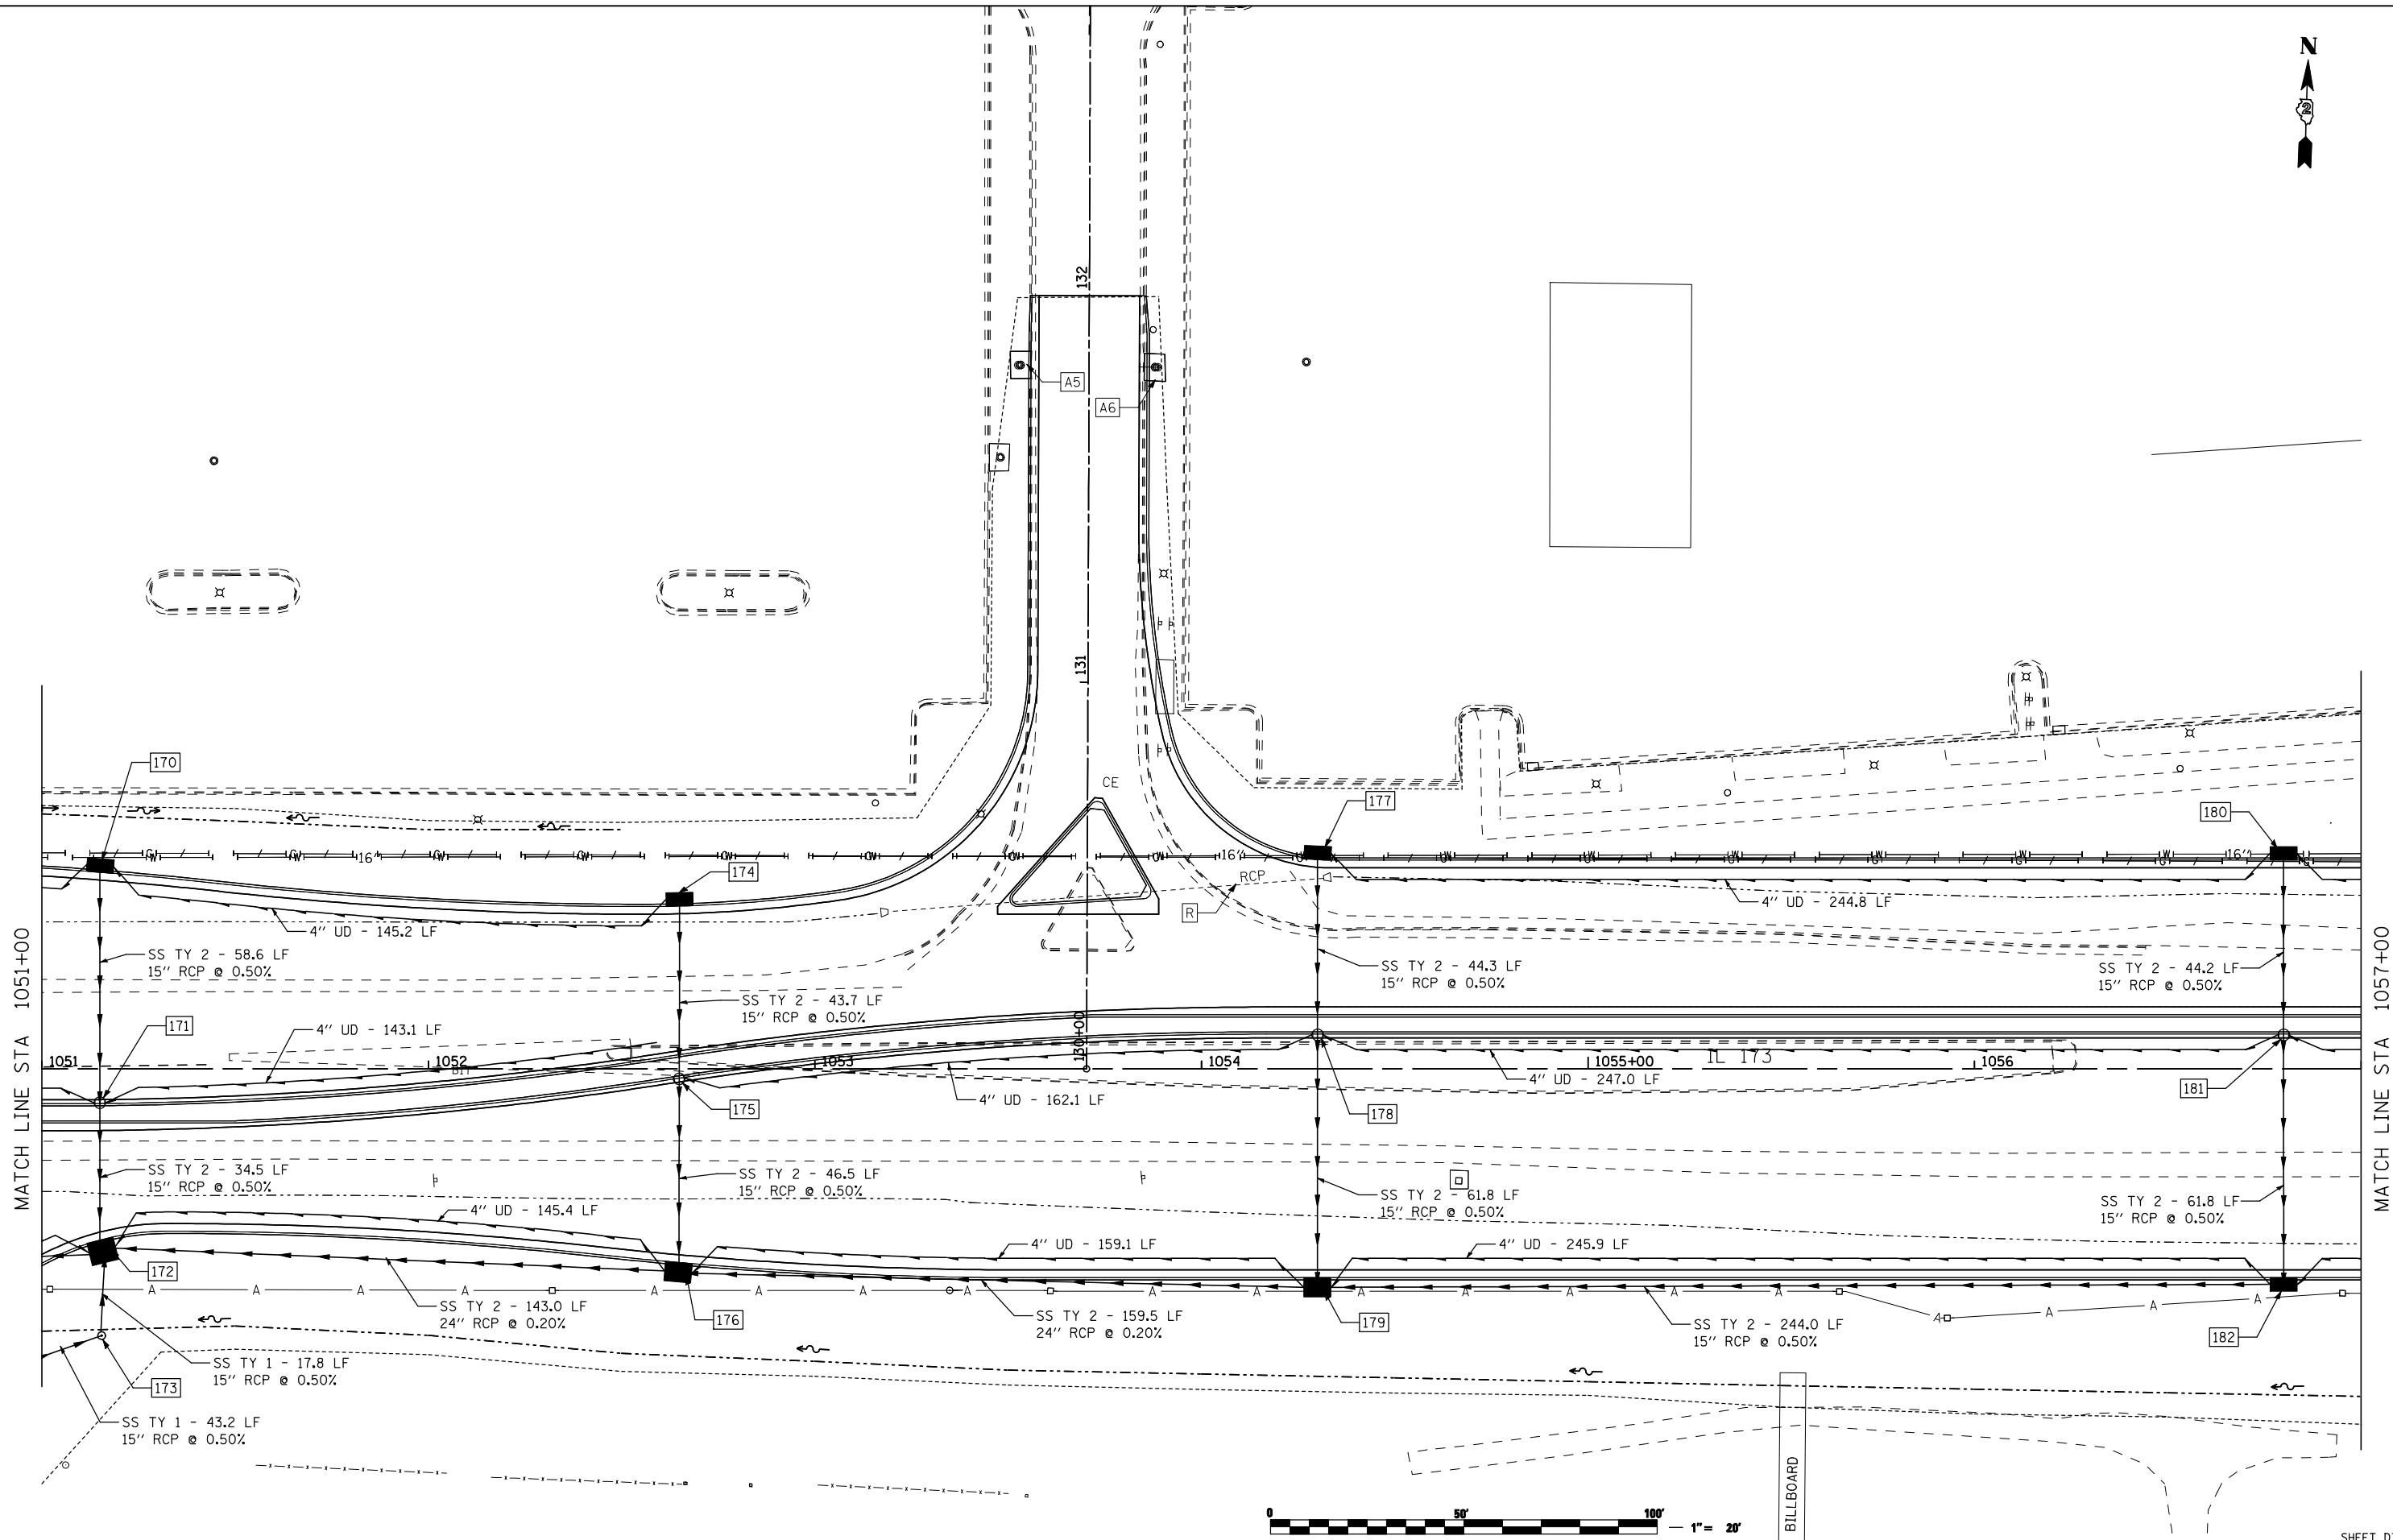 N
2
132
A5
A6
131
170
CE
177
180
16"
16"
16"
RCP
174
R
4" UD - 145.2 LF
4" UD - 244.8 LF
MATCH LINE STA 1051+00
MATCH LINE STA 1057+00
SS TY 2 - 58.6 LF
15" RCP @ 0.50%
SS TY 2 - 43.7 LF
15" RCP @ 0.50%
SS TY 2 - 44.3 LF
15" RCP @ 0.50%
SS TY 2 - 44.2 LF
15" RCP @ 0.50%
171
4" UD - 143.1 LF
130+00
1051
1052
1053
1054
1055+00
IL 173
1056
BIT
4" UD - 247.0 LF
4" UD - 162.1 LF
175
178
181
SS TY 2 - 34.5 LF
15" RCP @ 0.50%
SS TY 2 - 46.5 LF
15" RCP @ 0.50%
SS TY 2 - 61.8 LF
15" RCP @ 0.50%
SS TY 2 - 61.8 LF
15" RCP @ 0.50%
4" UD - 145.4 LF
4" UD - 159.1 LF
4" UD - 245.9 LF
172
A A A A A A A A A A A A A A A A A A A A A
SS TY 2 - 143.0 LF
24" RCP @ 0.20%
176
SS TY 2 - 159.5 LF
24" RCP @ 0.20%
179
SS TY 2 - 244.0 LF
15" RCP @ 0.50%
182
SS TY 1 - 17.8 LF
15" RCP @ 0.50%
173
SS TY 1 - 43.2 LF
15" RCP @ 0.50%
BILLBOARD
0 50' 100'
1" = 20'